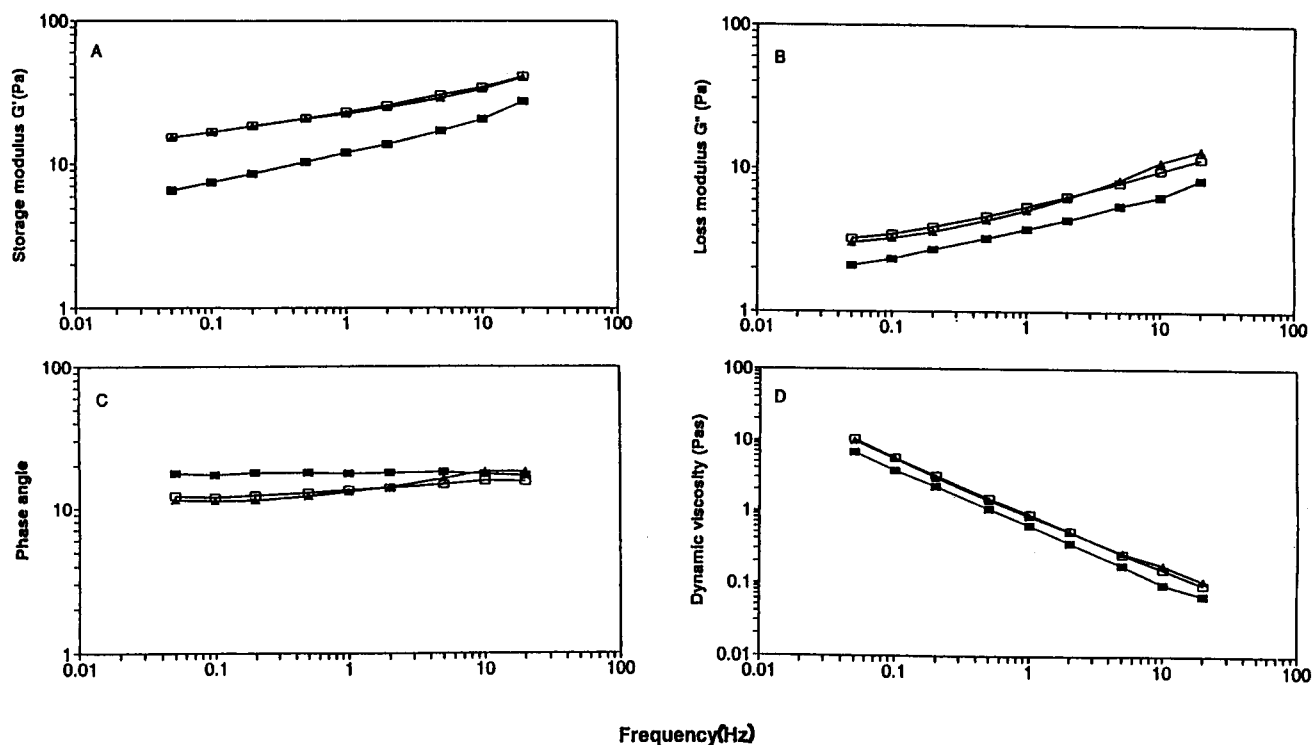 A
Storage modulus G'(Pa)
100
10
1
0.01 0.1 1 10 100
B
Loss modulus G" (Pa)
100
10
1
0.01 0.1 1 10 100
C
Phase angle
100
10
1
0.01 0.1 1 10 100
D
Dynamic viscosity (Pas)
100
10
1
0.1
0.01
0.01 0.1 1 10 100
Frequency(Hz)